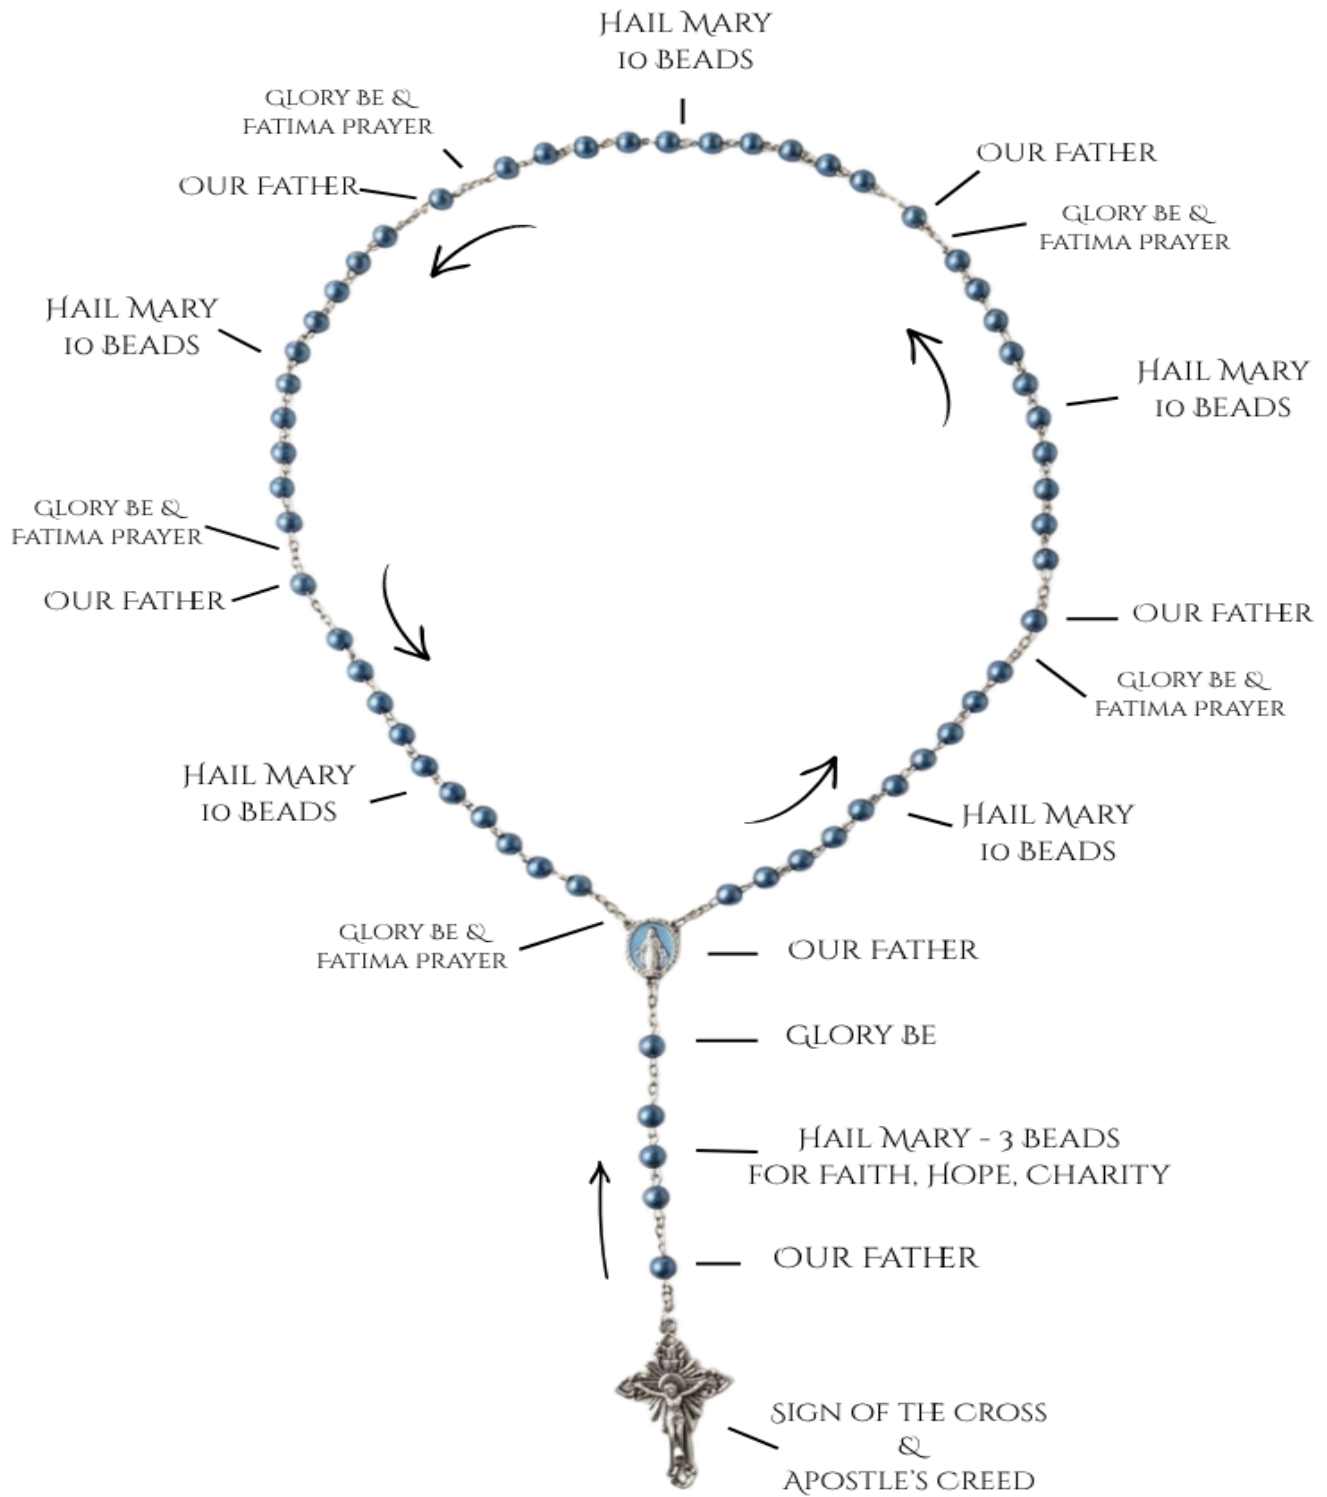 Hail Mary
10 Beads
Glory Be &
Fatima Prayer
Our Father
Our Father
Glory Be &
Fatima Prayer
Hail Mary
10 Beads
Hail Mary
10 Beads
Glory Be &
Fatima Prayer
Our Father
Our Father
Glory Be &
Fatima Prayer
Hail Mary
10 Beads
Hail Mary
10 Beads
Glory Be &
Fatima Prayer
Our Father
Glory Be
Hail Mary - 3 Beads
for Faith, Hope, Charity
Our Father
Sign of the Cross
&
Apostle's Creed